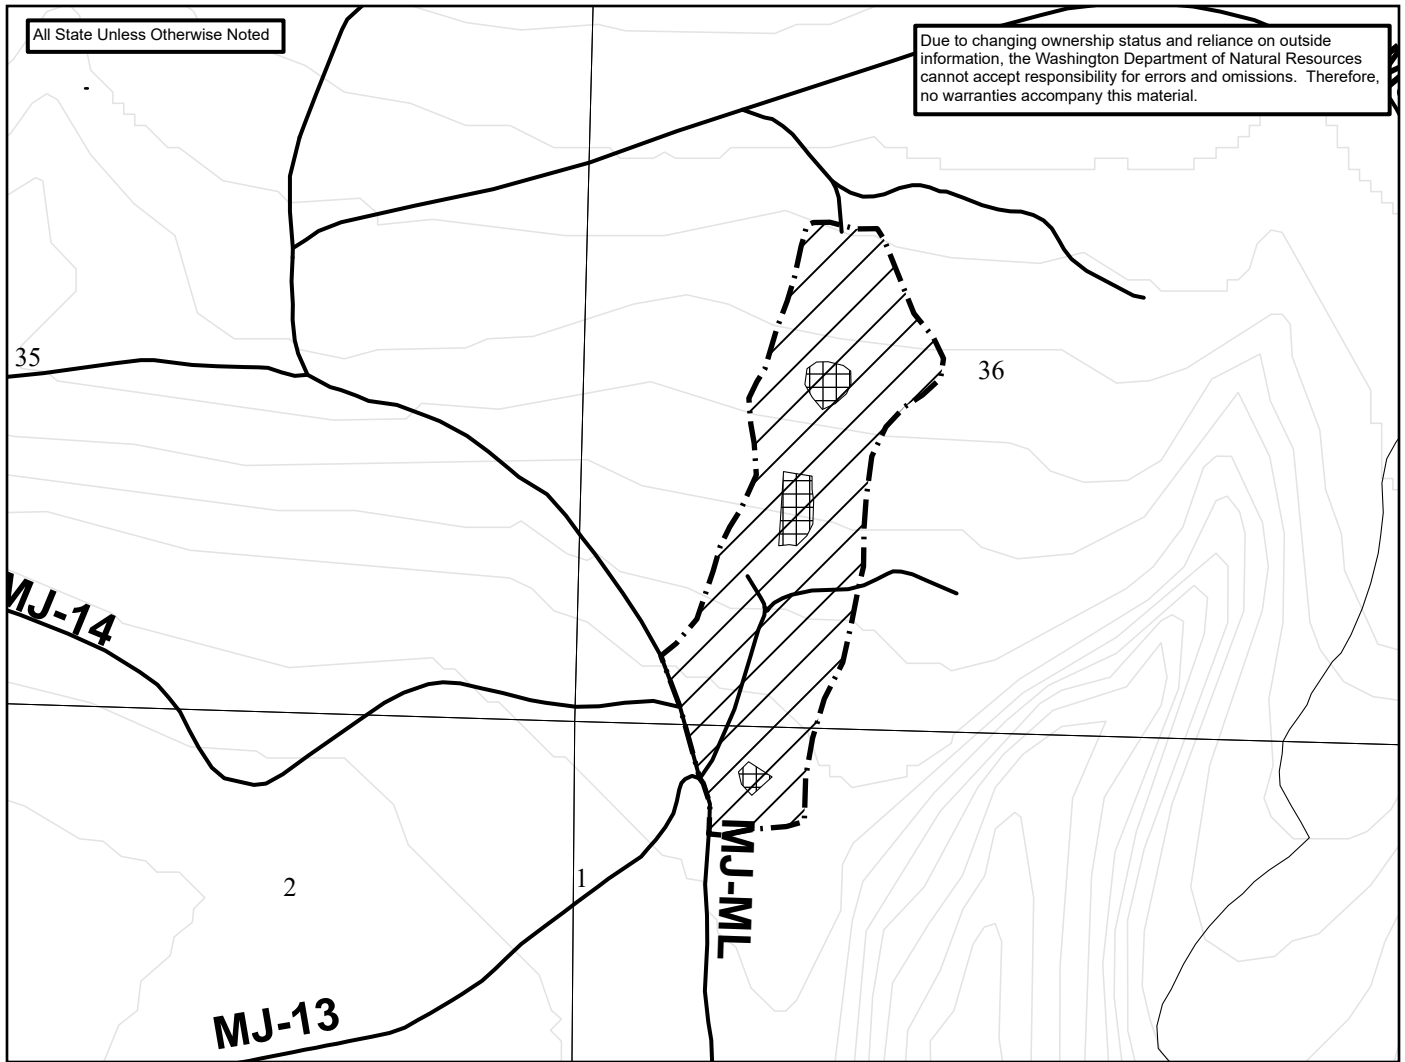 All State Unless Otherwise Noted
Due to changing ownership status and reliance on outside
information, the Washington Department of Natural Resources
cannot accept responsibility for errors and omissions.  Therefore,
no warranties accompany this material.
35
36
MJ-14
2
1
MJ-ML
MJ-13